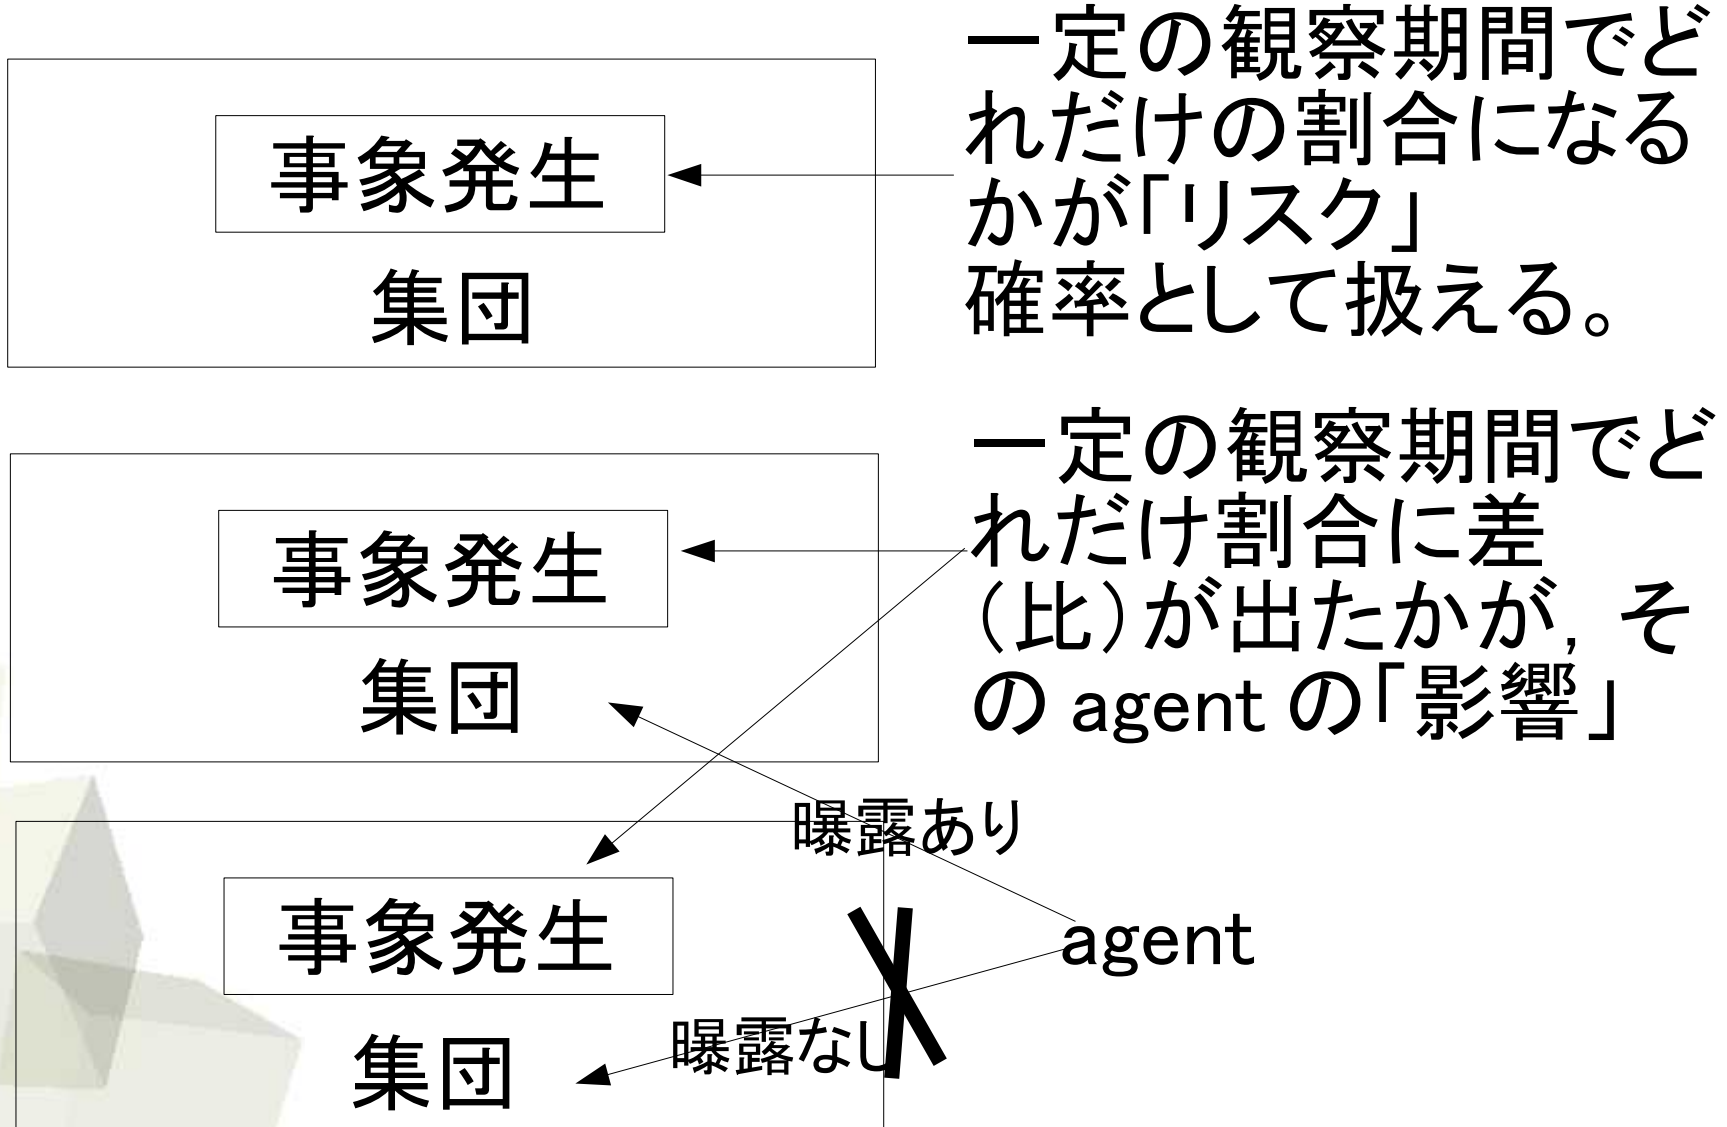 一定の観察期間でど
れだけの割合になる
かが「リスク」
確率として扱える。
事象発生
集団
一定の観察期間でど
れだけ割合に差
（比）が出たかが, そ
の agent の「影響」
事象発生
集団
曝露あり
事象発生
agent
曝露なし
集団